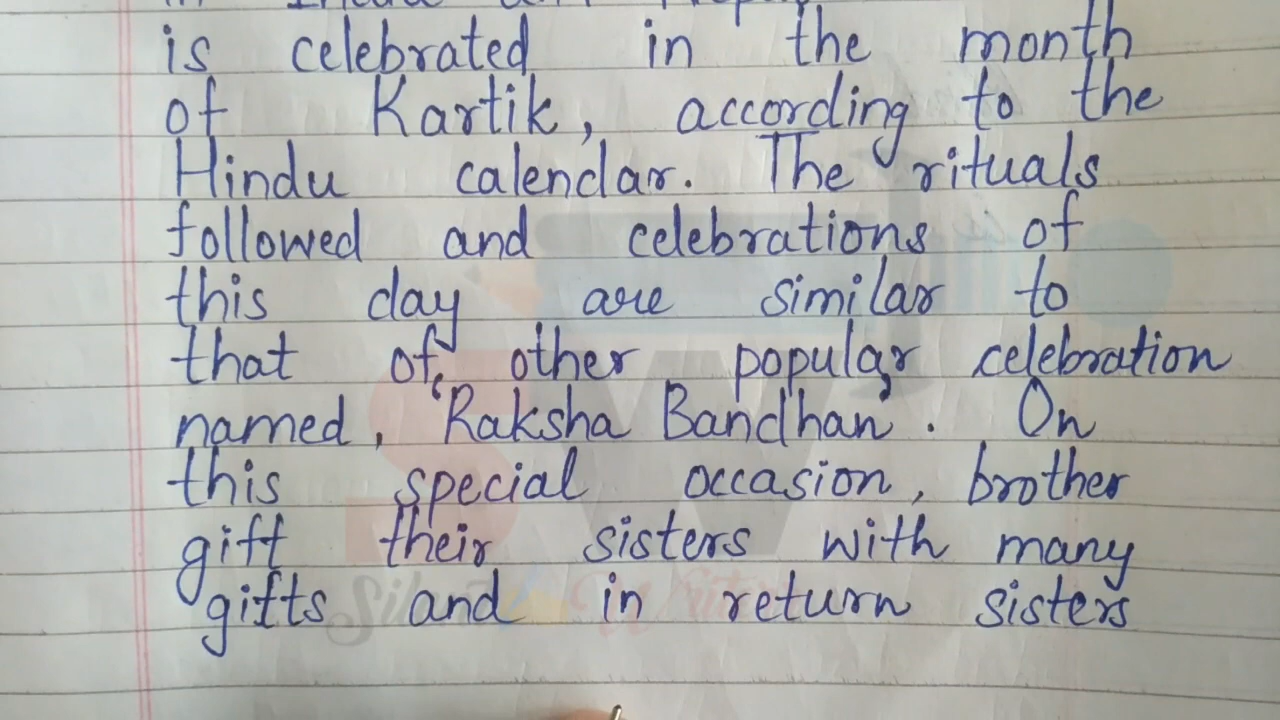 is celebrated in the month
of Kartik, according to the
Hindu calendar. The rituals
followed and celebrations of
this day are similar to
that of other popular celebration
named, 'Raksha Bandhan'. On
this special occasion, brother
gift their sisters with many
gifts and in return sisters